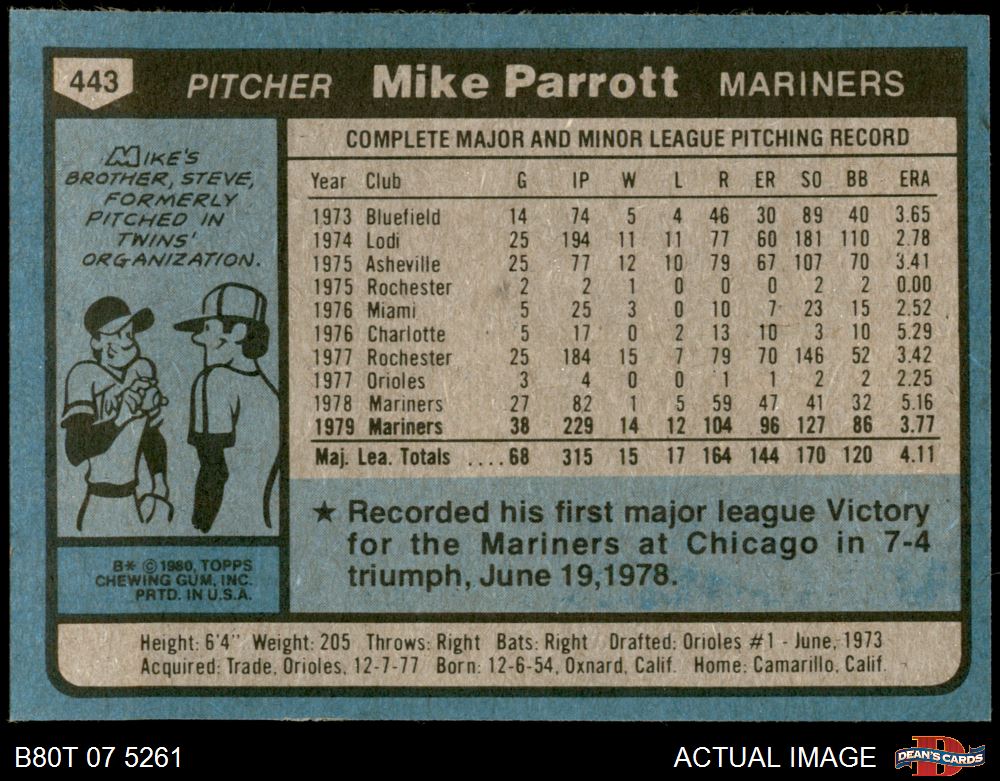 443 PITCHER Mike Parrott MARINERS
MIKE'S
BROTHER, STEVE,
FORMERLY
PITCHED IN
TWINS'
ORGANIZATION.
COMPLETE MAJOR AND MINOR LEAGUE PITCHING RECORD
Year Club G IP W L R ER SO BB ERA
1973 Bluefield 14 74 5 4 46 30 89 40 3.65
1974 Lodi 25 194 11 11 77 60 181 110 2.78
1975 Asheville 25 77 12 10 79 67 107 70 3.41
1975 Rochester 2 2 1 0 0 0 2 2 0.00
1976 Miami 5 25 3 0 10 7 23 15 2.52
1976 Charlotte 5 17 0 2 13 10 3 10 5.29
1977 Rochester 25 184 15 7 79 70 146 52 3.42
1977 Orioles 3 4 0 0 1 1 2 2 2.25
1978 Mariners 27 82 1 5 59 47 41 32 5.16
1979 Mariners 38 229 14 12 104 96 127 86 3.77
Maj. Lea. Totals ....68 315 15 17 164 144 170 120 4.11
★ Recorded his first major league Victory
for the Mariners at Chicago in 7-4
triumph, June 19,1978.
B* ©1980, TOPPS
CHEWING GUM, INC.
PRTD. IN U.S.A.
Height: 6'4" Weight: 205 Throws: Right Bats: Right Drafted: Orioles #1 - June, 1973
Acquired: Trade, Orioles, 12-7-77 Born: 12-6-54, Oxnard, Calif. Home: Camarillo, Calif.
B80T 07 5261 ACTUAL IMAGE DEAN'S CARDS